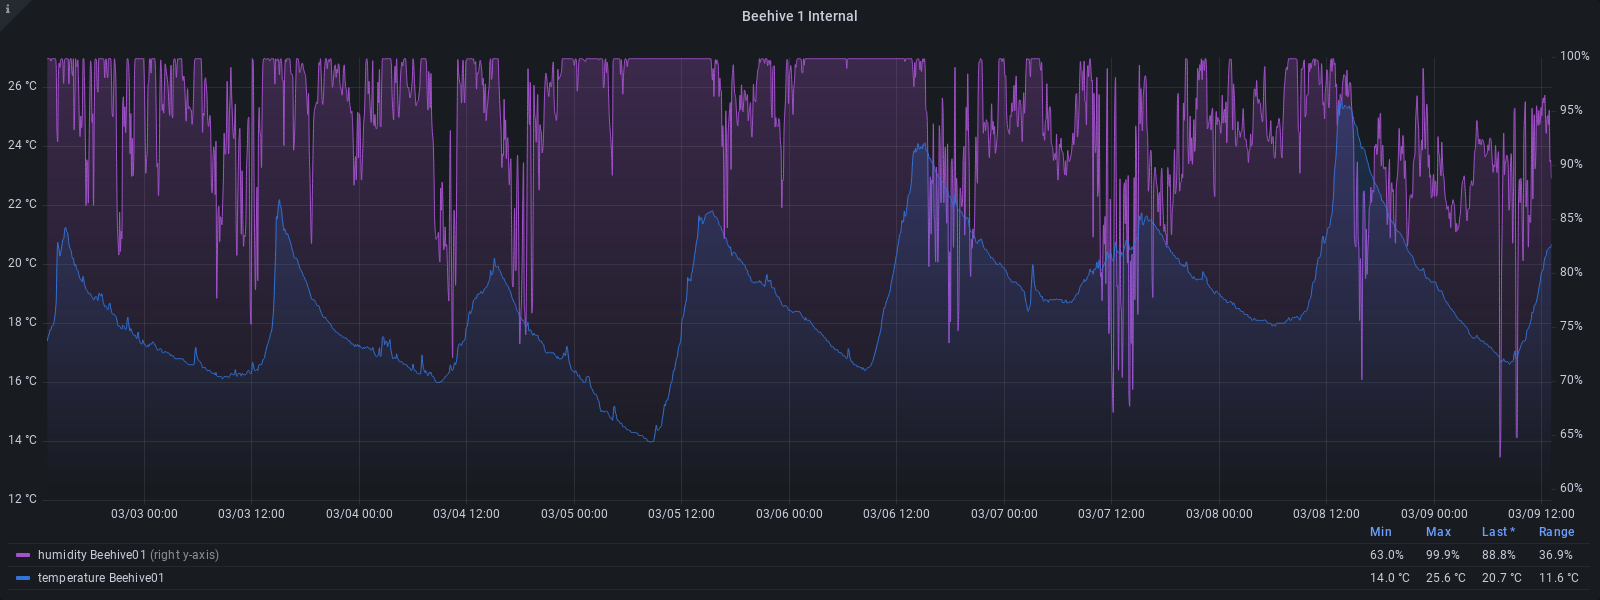 i
Beehive 1 Internal
26 °C
24 °C
22 °C
20 °C
18 °C
16 °C
14 °C
12 °C
100%
95%
90%
85%
80%
75%
70%
65%
60%
03/03 00:00 03/03 12:00 03/04 00:00 03/04 12:00 03/05 00:00 03/05 12:00 03/06 00:00 03/06 12:00 03/07 00:00 03/07 12:00 03/08 00:00 03/08 12:00 03/09 00:00 03/09 12:00
Min Max Last * Range
humidity Beehive01 (right y-axis) 63.0% 99.9% 88.8% 36.9%
temperature Beehive01 14.0 °C 25.6 °C 20.7 °C 11.6 °C